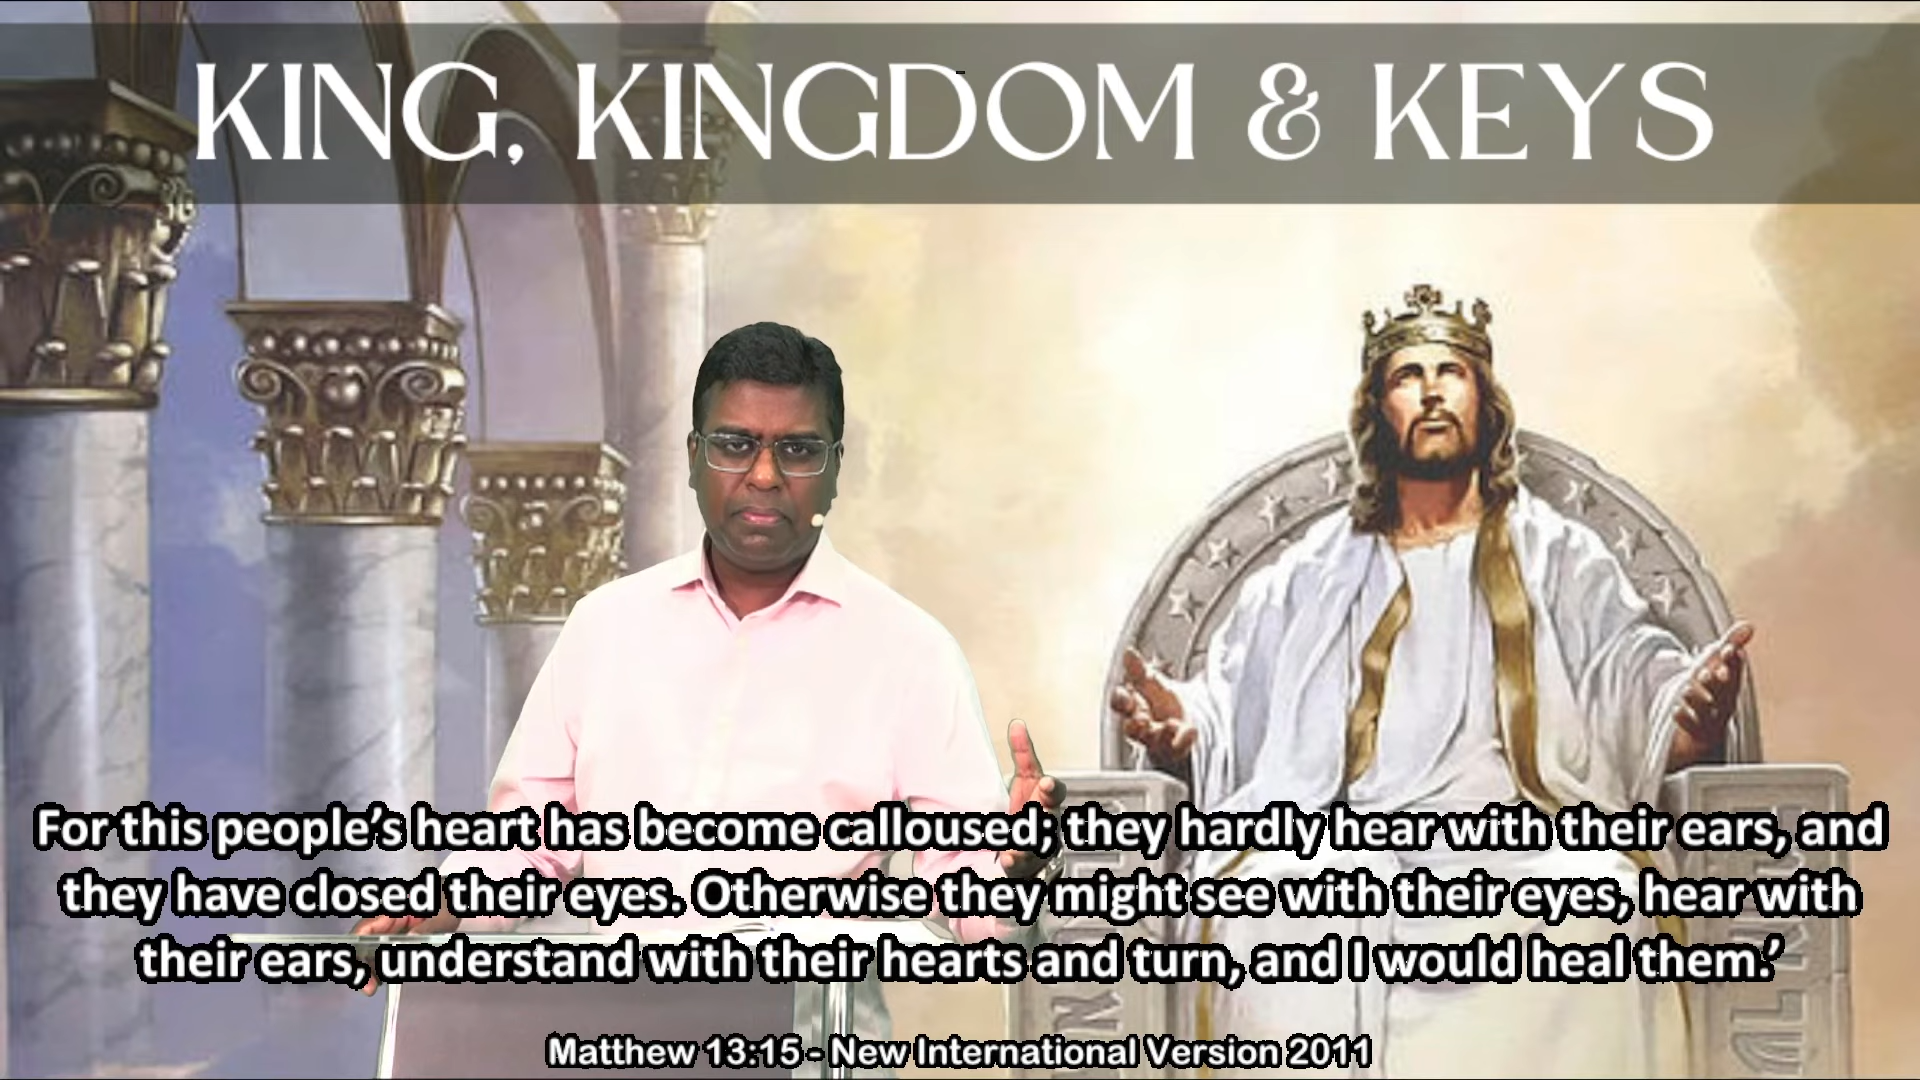 KING, KINGDOM & KEYS
For this people’s heart has become calloused; they hardly hear with their ears, and
they have closed their eyes. Otherwise they might see with their eyes, hear with
their ears, understand with their hearts and turn, and I would heal them.’
Matthew 13:15 - New International Version 2011